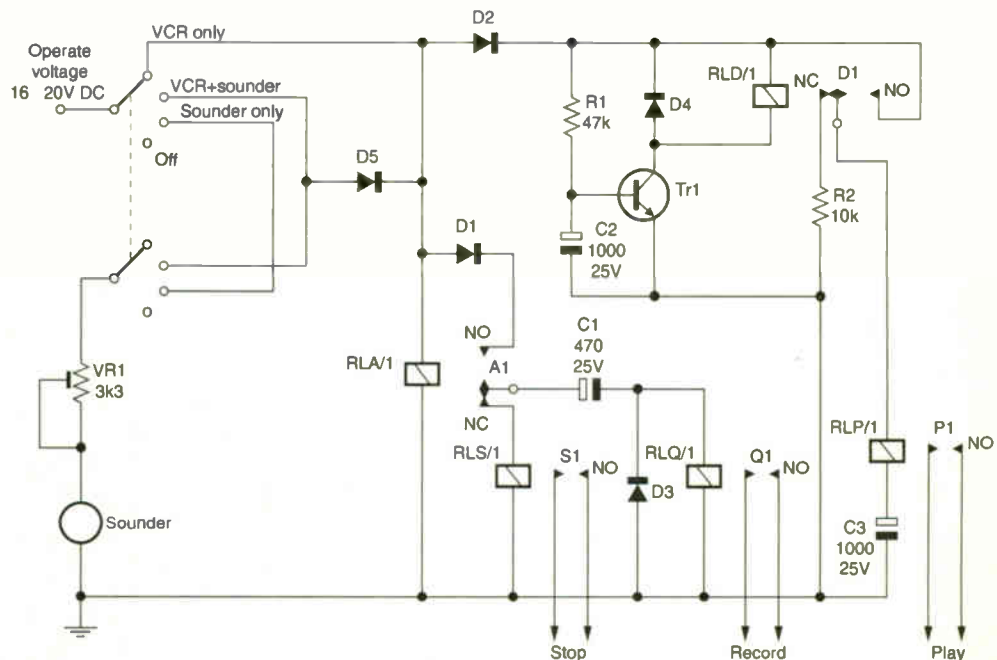 D2
VCR only
Operate
voltage
16 20V DC
VCR+sounder
Sounder only
Off
D5
R1
47k
D4
RLD/1
NC
D1
NO
Tr1
R2
10k
C2
1000
25V
D1
NO
A1
NC
C1
470
25V
VR1
3k3
RLA/1
RLS/1
S1
NO
D3
RLQ/1
Q1
NO
RLP/1
P1
NO
Sounder
C3
1000
25V
Stop
Record
Play